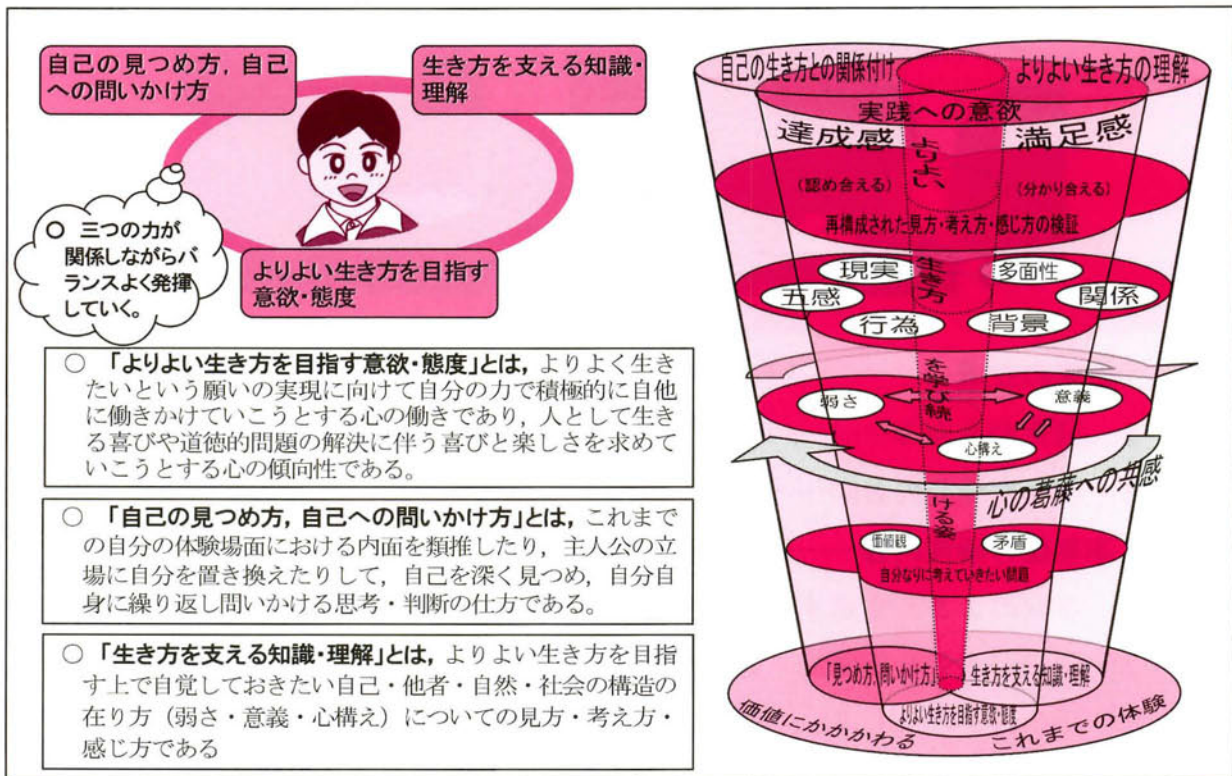 自己の見つめ方，自己
への問いかけ方
生き方を支える知識・
理解
○ 三つの力が
関係しながらバ
ランスよく発揮
していく。
よりよい生き方を目指す
意欲・態度
○ 「よりよい生き方を目指す意欲・態度」とは，よりよく生き
たいという願いの実現に向けて自分の力で積極的に自他
に働きかけていこうとする心の働きであり，人として生き
る喜びや道徳的問題の解決に伴う喜びと楽しさを求めて
いこうとする心の傾向性である。
○ 「自己の見つめ方，自己への問いかけ方」とは，これまで
の自分の体験場面における内面を類推したり，主人公の立
場に自分を置き換えたりして，自己を深く見つめ，自分自
身に繰り返し問いかける思考・判断の仕方である。
○ 「生き方を支える知識・理解」とは，よりよい生き方を目指
す上で自覚しておきたい自己・他者・自然・社会の構造の
在り方（弱さ・意義・心構え）についての見方・考え方・
感じ方である
自己の生き方との関係付け
よりよい生き方の理解
実践への意欲
達成感
満足感
よりよい生き方を学び続ける姿
(認め合える)
(分かり合える)
再構成された見方・考え方・感じ方の検証
現実
多面性
五感
関係
行為
背景
弱さ
意義
心構え
心の葛藤への共感
価値観
矛盾
自分なりに考えていきたい問題
「見つめ方，問いかけ方」
生き方を支える知識・理解
よりよい生き方を目指す意欲・態度
価値にかかかわる
これまでの体験